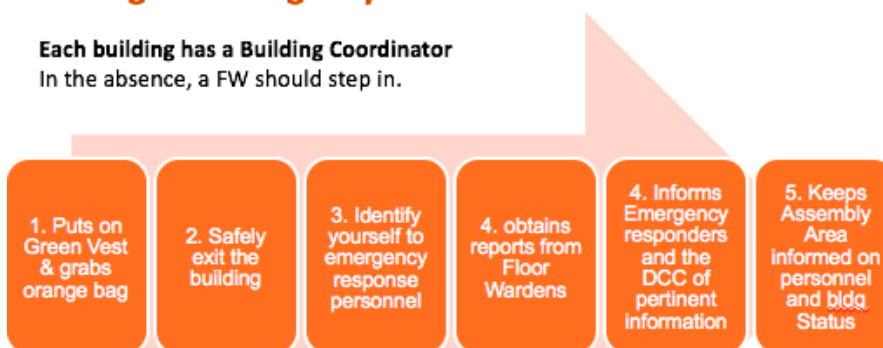 Each building has a Building Coordinator
In the absence, a FW should step in.
1. Puts on
Green Vest
& grabs
orange bag
2. Safely
exit the
building
3. Identify
yourself to
emergency
response
personnel
4. obtains
reports from
Floor
Wardens
4. Informs
Emergency
responders
and the
DCC of
pertinent
information
5. Keeps
Assembly
Area
informed on
personnel
and bldg
Status